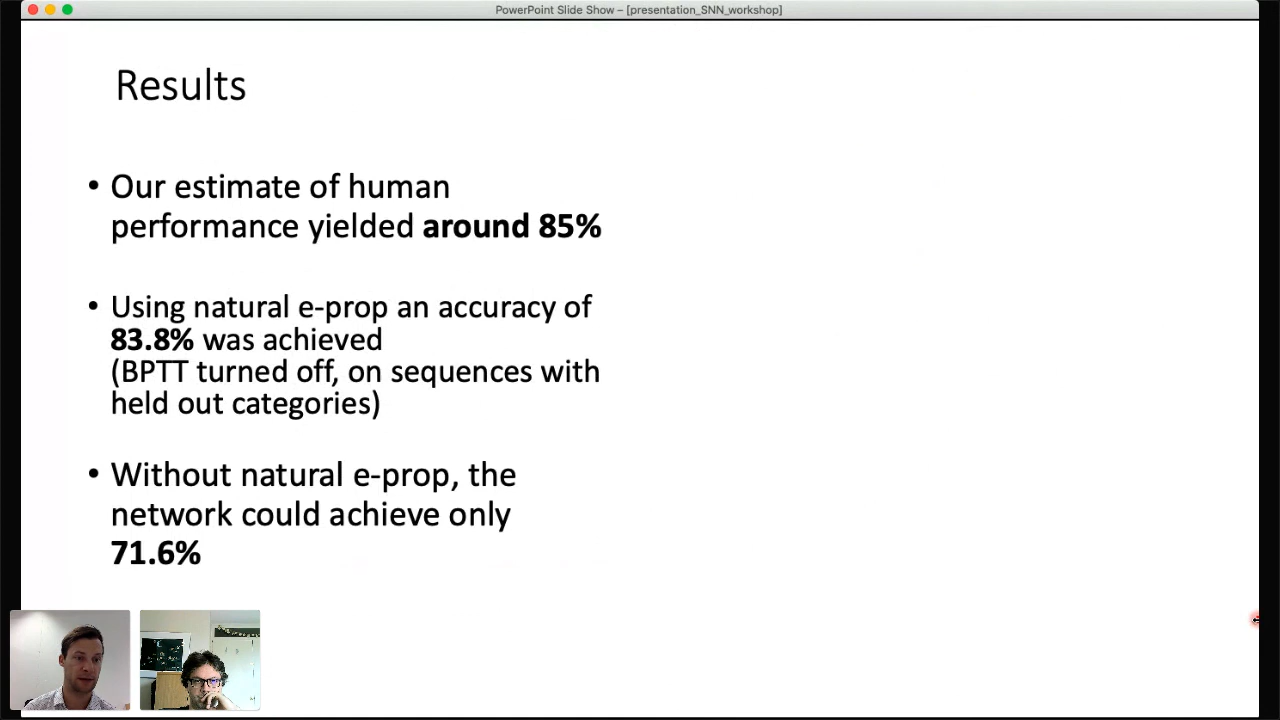 PowerPoint Slide Show – [presentation_SNN_workshop]
Results
• Our estimate of human
performance yielded around 85%
• Using natural e-prop an accuracy of
83.8% was achieved
(BPTT turned off, on sequences with
held out categories)
• Without natural e-prop, the
network could achieve only
71.6%